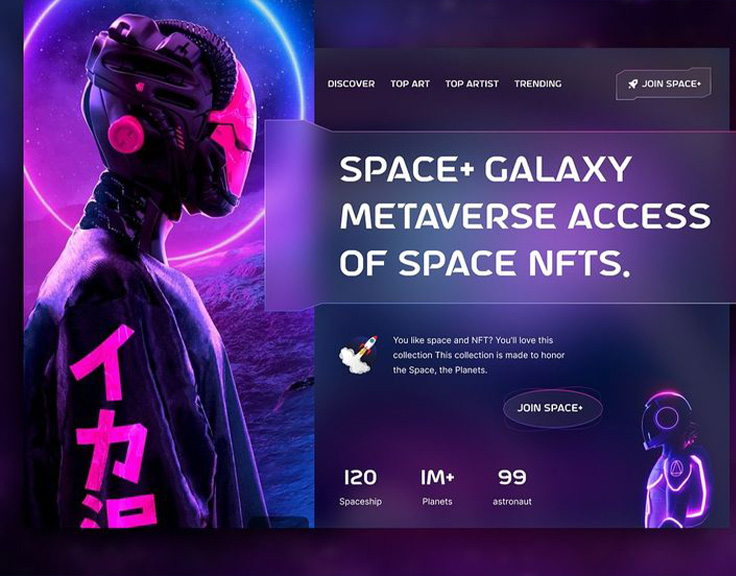 DISCOVER TOP ART TOP ARTIST TRENDING JOIN SPACE+
SPACE+ GALAXY
METAVERSE ACCESS
OF SPACE NFTS.
You like space and NFT? You'll love this
collection This collection is made to honor
the Space, the Planets.
JOIN SPACE+
120 1M+ 99
Spaceship Planets astronaut
イ
カ